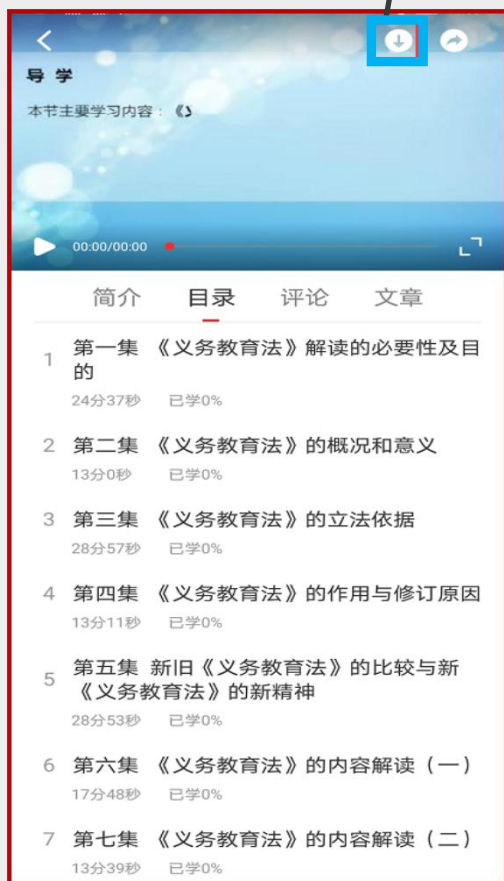 导 学
本节主要学习内容：《
00:00/00:00
简介 目录 评论 文章
1 第一集 《义务教育法》解读的必要性及目
的
24分37秒 已学0%
2 第二集 《义务教育法》的概况和意义
13分0秒 已学0%
3 第三集 《义务教育法》的立法依据
28分57秒 已学0%
4 第四集 《义务教育法》的作用与修订原因
13分11秒 已学0%
5 第五集 新旧《义务教育法》的比较与新
《义务教育法》的新精神
28分53秒 已学0%
6 第六集 《义务教育法》的内容解读（一）
17分48秒 已学0%
7 第七集 《义务教育法》的内容解读（二）
13分39秒 已学0%